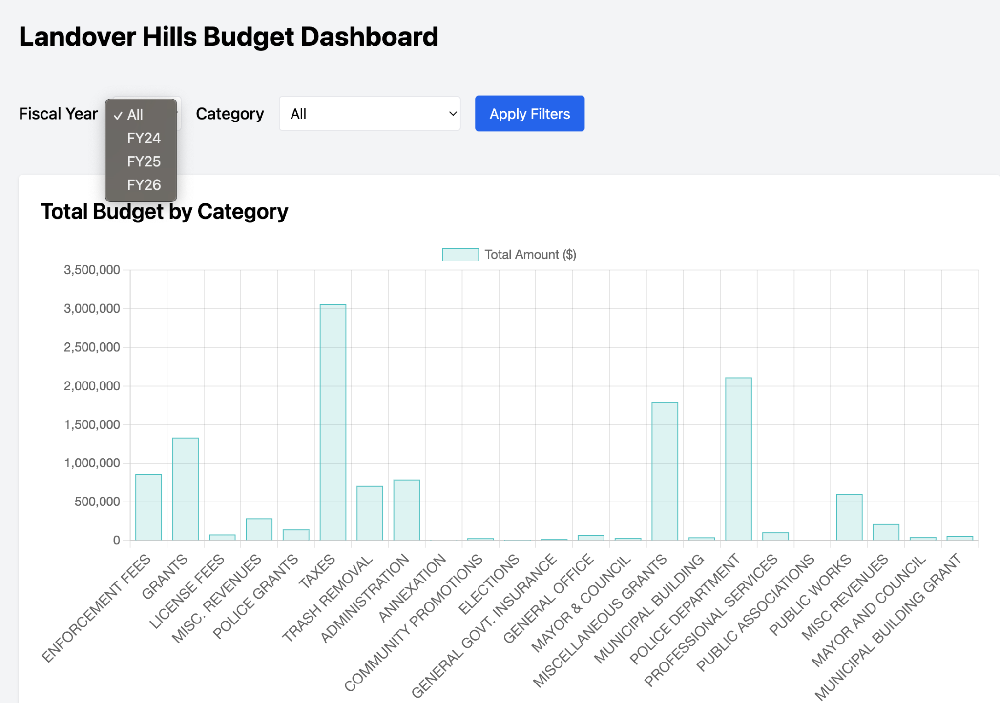 Landover Hills Budget Dashboard
Fiscal Year
✓ All
FY24
FY25
FY26
Category
All
Apply Filters
Total Budget by Category
Total Amount ($)
3,500,000
3,000,000
2,500,000
2,000,000
1,500,000
1,000,000
500,000
0
ENFORCEMENT FEES
GRANTS
LICENSE FEES
MISC. REVENUES
POLICE GRANTS
TAXES
TRASH REMOVAL
ADMINISTRATION
ANNEXATION
COMMUNITY PROMOTIONS
ELECTIONS
GENERAL GOVT. INSURANCE
GENERAL OFFICE
MAYOR & COUNCIL
MISCELLANEOUS GRANTS
MUNICIPAL BUILDING
POLICE DEPARTMENT
PROFESSIONAL SERVICES
PUBLIC ASSOCIATIONS
PUBLIC WORKS
MISC REVENUES
MAYOR AND COUNCIL
MUNICIPAL BUILDING GRANT